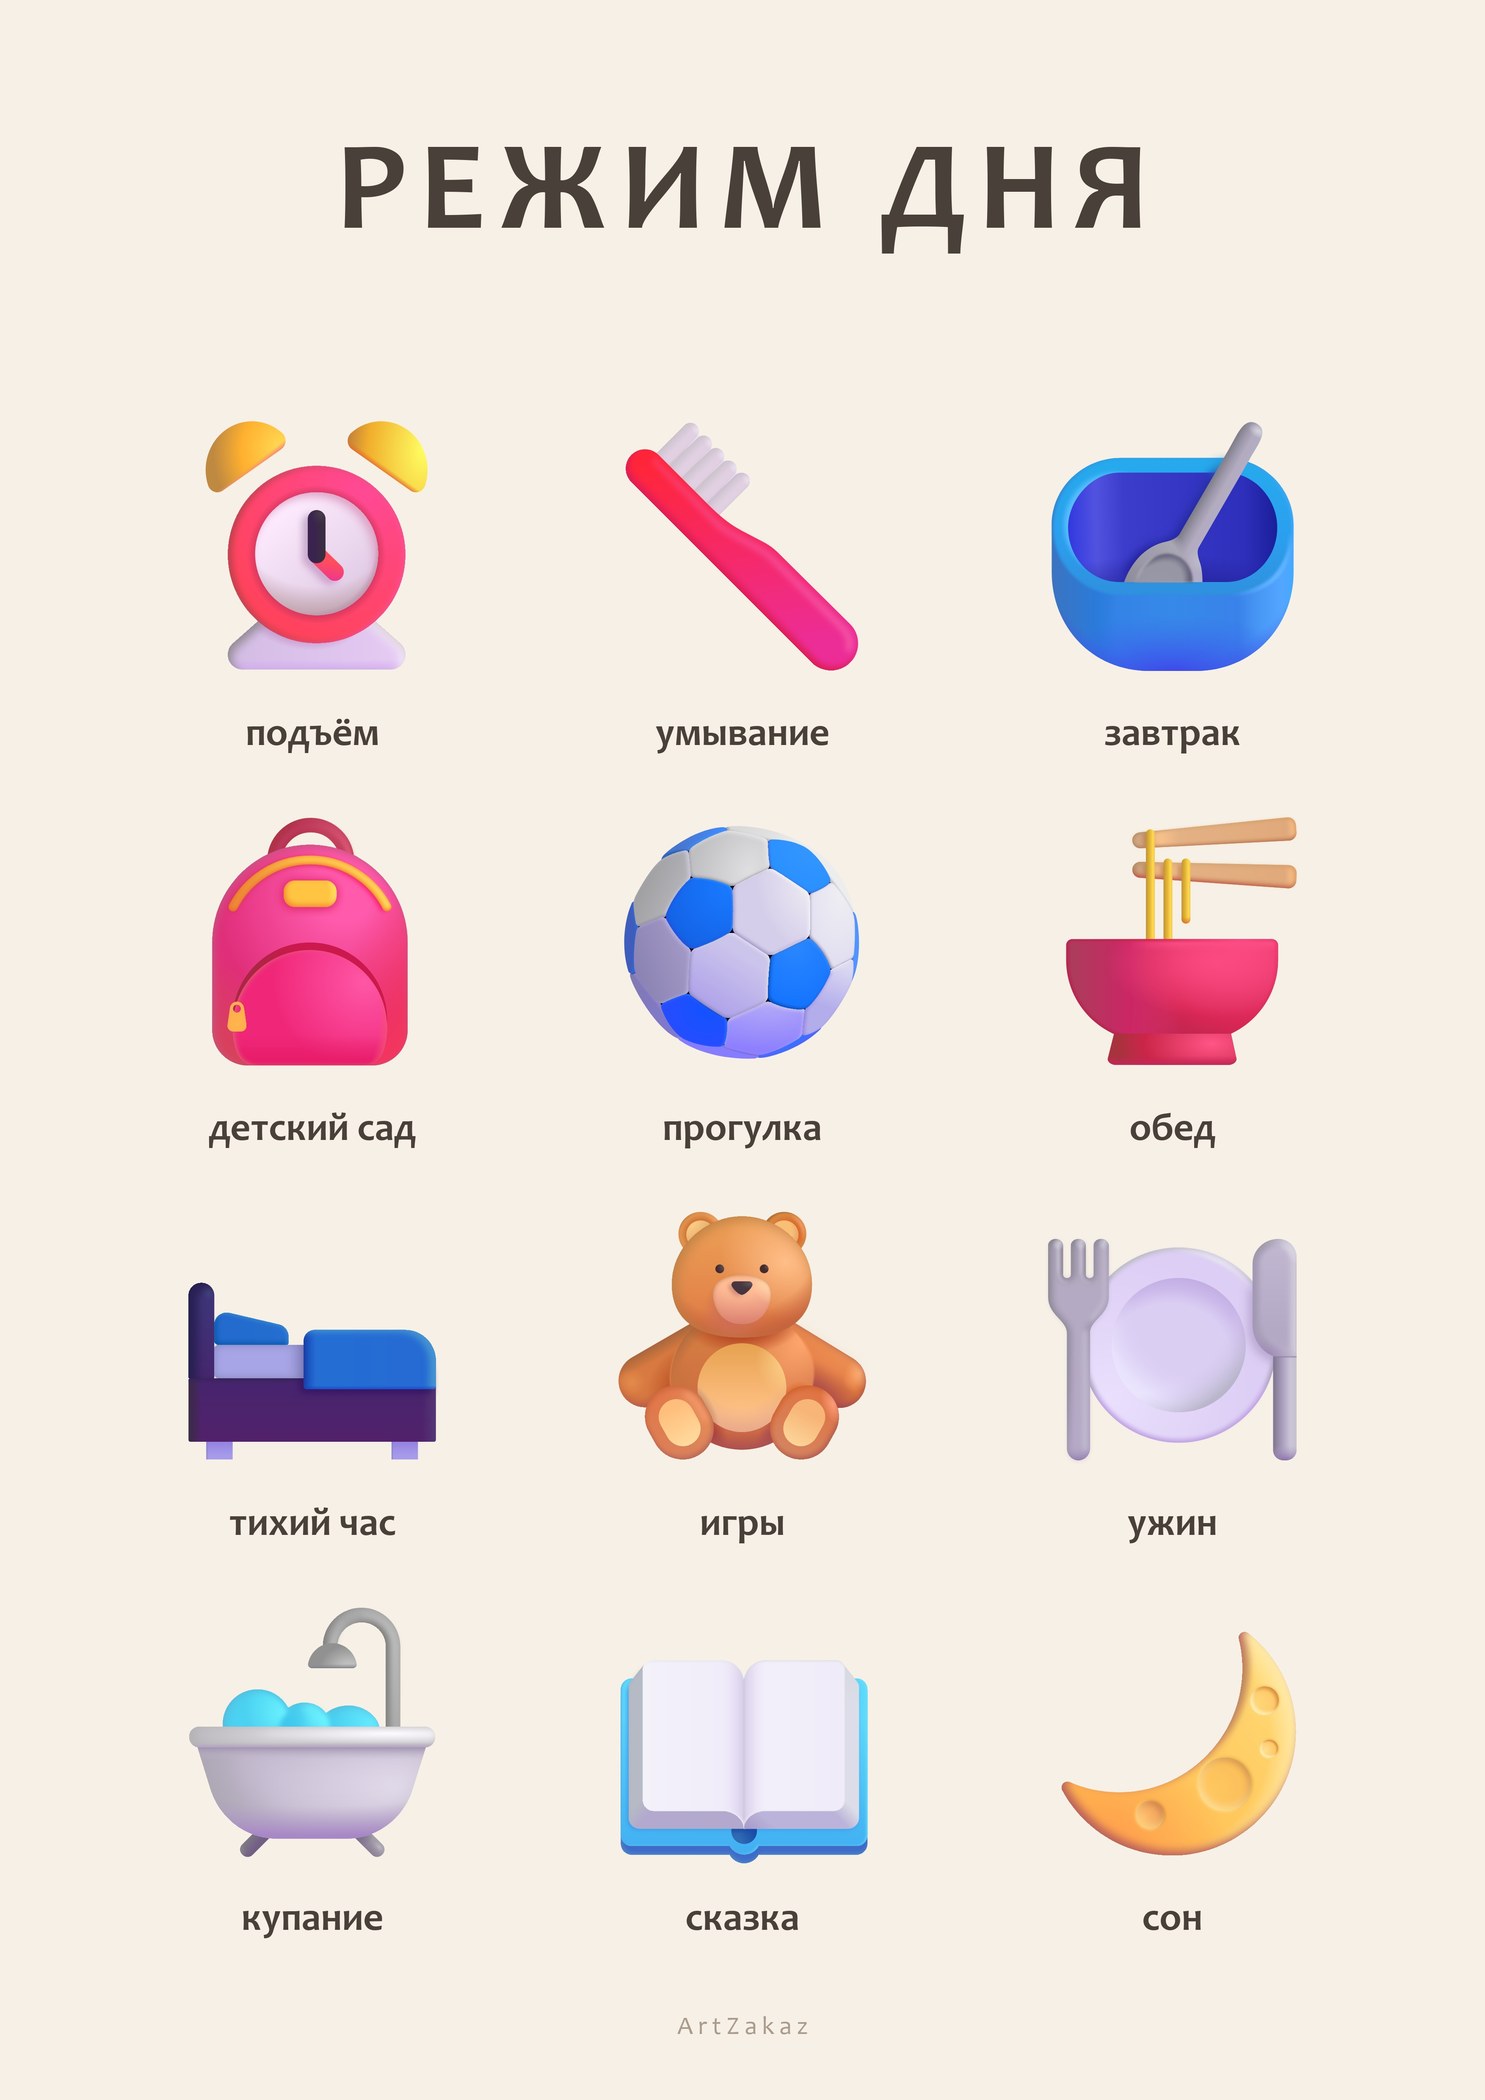 РЕЖИМ ДНЯ
подъём
умывание
завтрак
детский сад
прогулка
обед
тихий час
игры
ужин
купание
сказка
сон
ArtZakaz